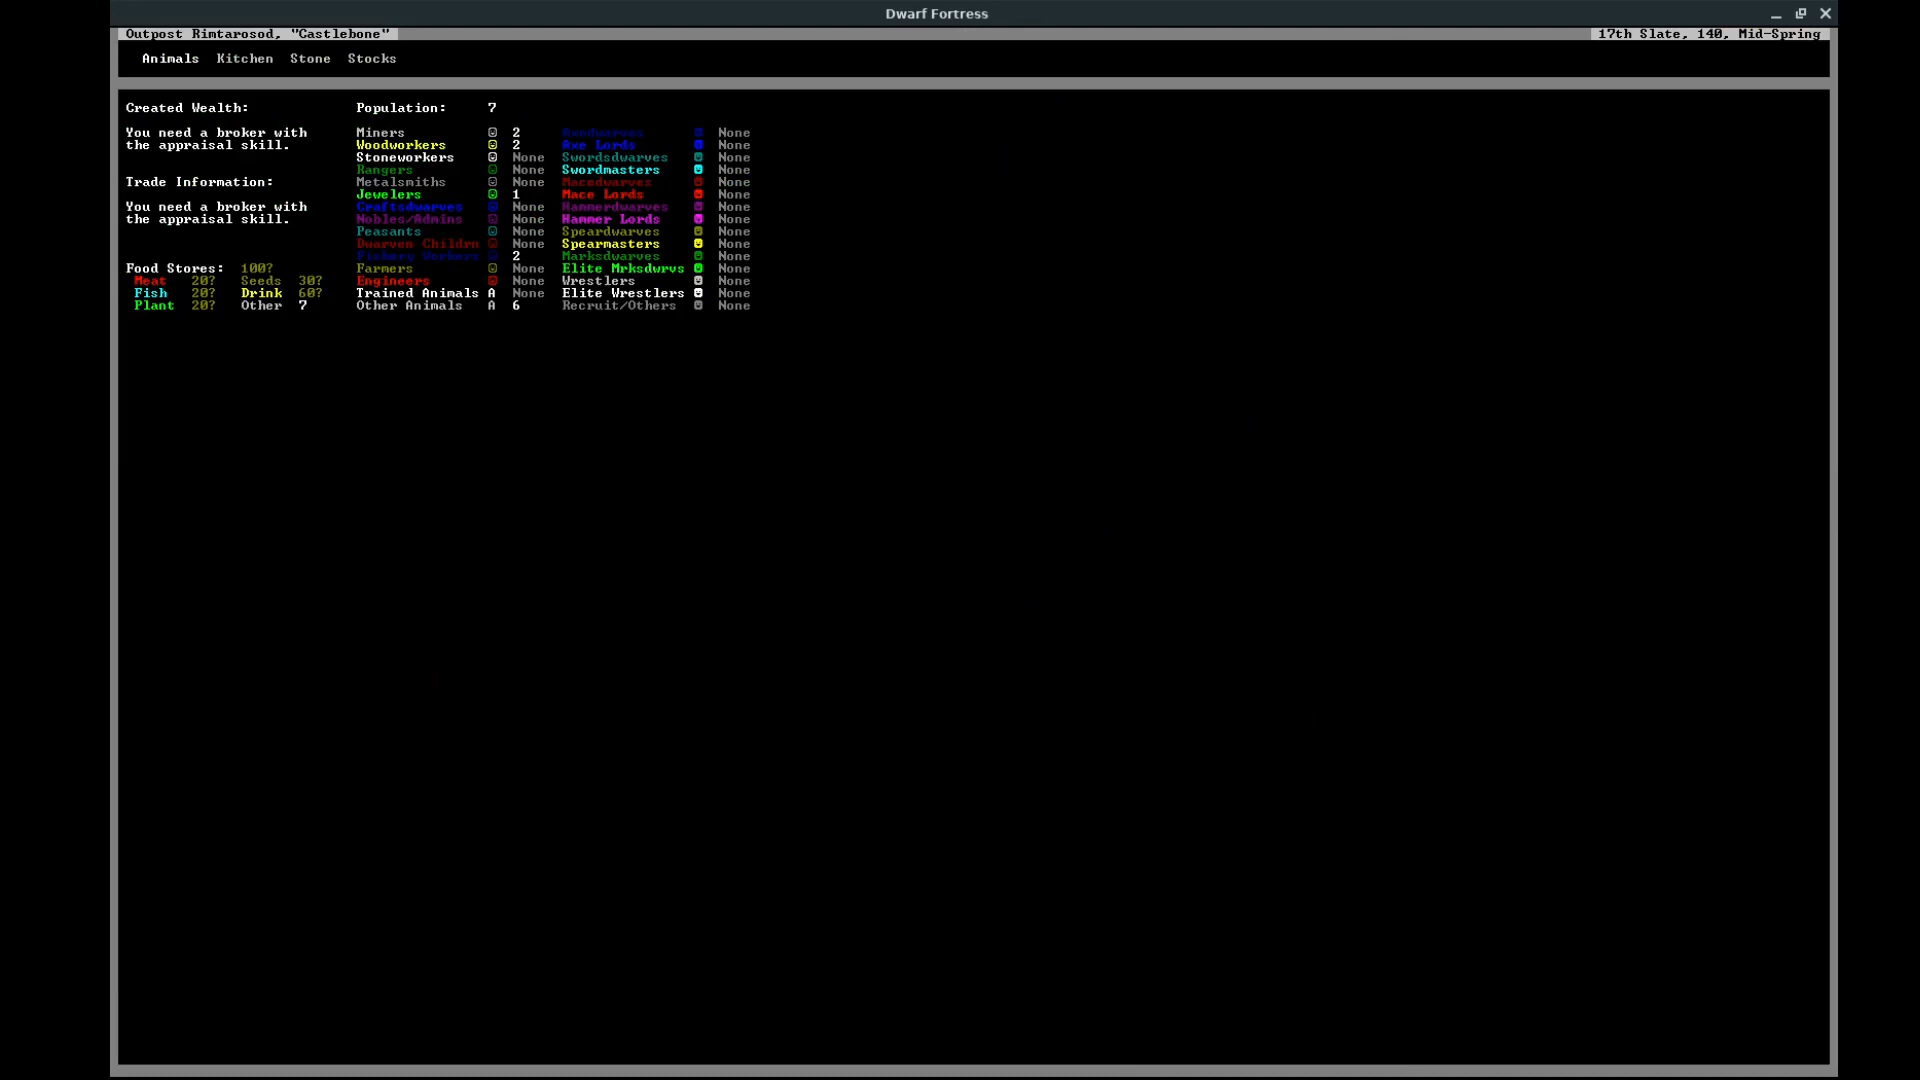 Dwarf Fortress
Outpost Rimtarosod, "Castlebone" 17th Slate, 140, Mid-Spring
Animals Kitchen Stone Stocks
Created Wealth: Population: 7
You need a broker with Miners 2 Axedwarves None
the appraisal skill. Woodworkers 2 Axe Lords None
Stoneworkers None Swordsdwarves None
Rangers None Swordmasters None
Trade Information: Metalsmiths None Macedwarves None
Jewelers 1 Mace Lords None
You need a broker with Craftsdwarves None Hammerdwarves None
the appraisal skill. Nobles/Admins None Hammer Lords None
Peasants None Speardwarves None
Dwarven Childrn None Spearmasters None
Fishery Workers 2 Marksdwarves None
Food Stores: 100? Farmers None Elite Mrksdwrvs None
Meat 20? Seeds 30? Engineers None Wrestlers None
Fish 20? Drink 60? Trained Animals A None Elite Wrestlers None
Plant 20? Other 7 Other Animals A 6 Recruit/Others None